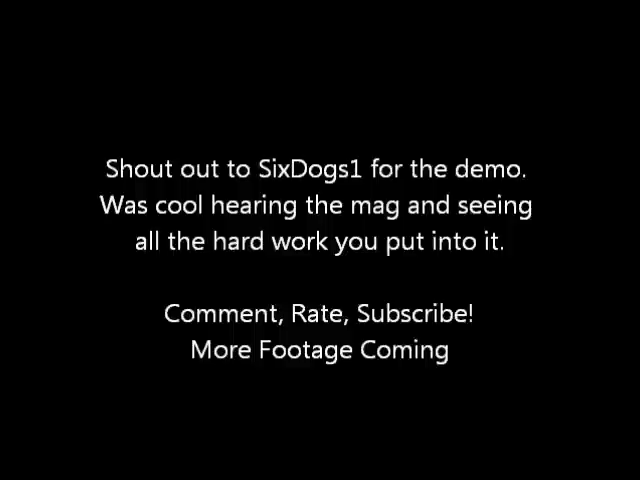 Shout out to SixDogs1 for the demo.
Was cool hearing the mag and seeing
all the hard work you put into it.
Comment, Rate, Subscribe!
More Footage Coming